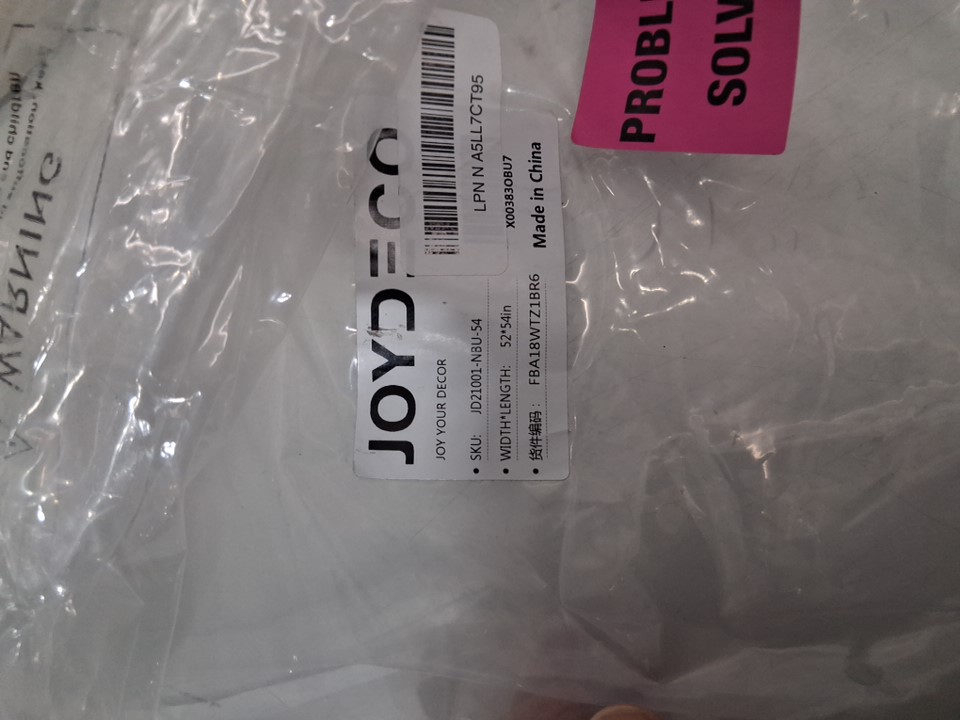 JOYDECO
JOY YOUR DECOR
SKU: JD21001-NBU-54
WIDTH*LENGTH: 52*54in
货件编码: FBA18WTZ1BR6
LPN N A5LL7CT95
X00383OBU7
Made in China
PROBL
SOLV
WARNING